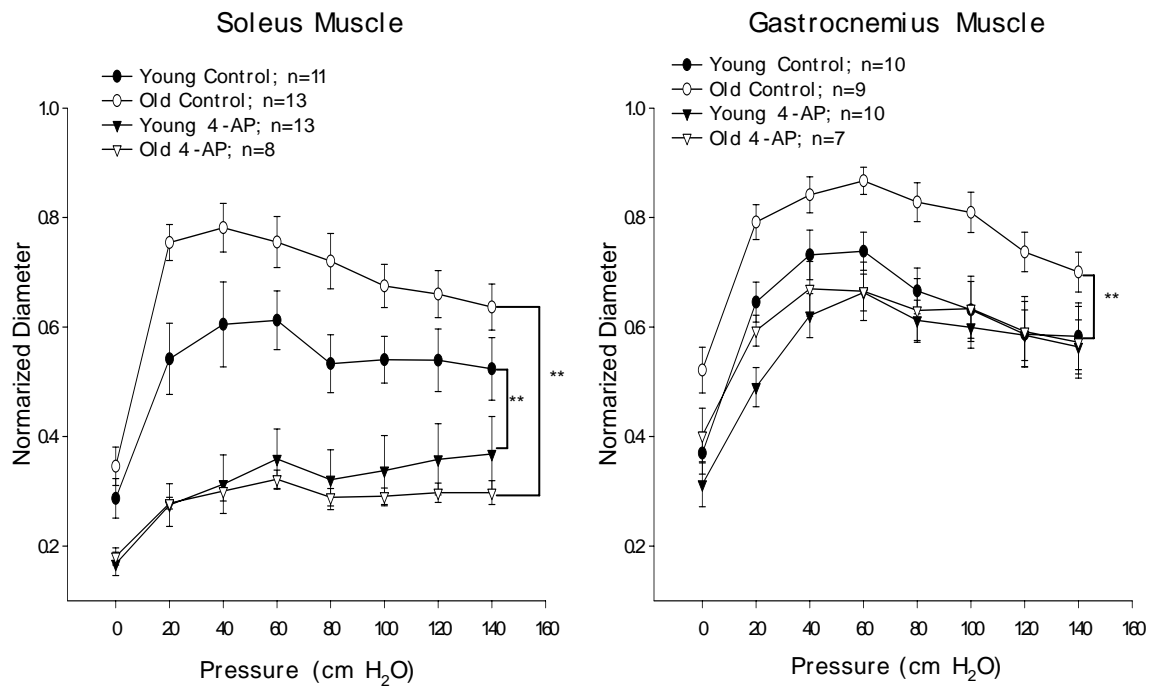 Soleus Muscle
Young Control; n=11
Old Control; n=13
Young 4-AP; n=13
Old 4-AP; n=8
Normarized Diameter
1.0
0.8
0.6
0.4
0.2
**
**
0 20 40 60 80 100 120 140 160
Pressure (cm H₂O)
Gastrocnemius Muscle
Young Control; n=10
Old Control; n=9
Young 4-AP; n=10
Old 4-AP; n=7
Normarized Diameter
1.0
0.8
0.6
0.4
0.2
**
0 20 40 60 80 100 120 140 160
Pressure (cm H₂O)